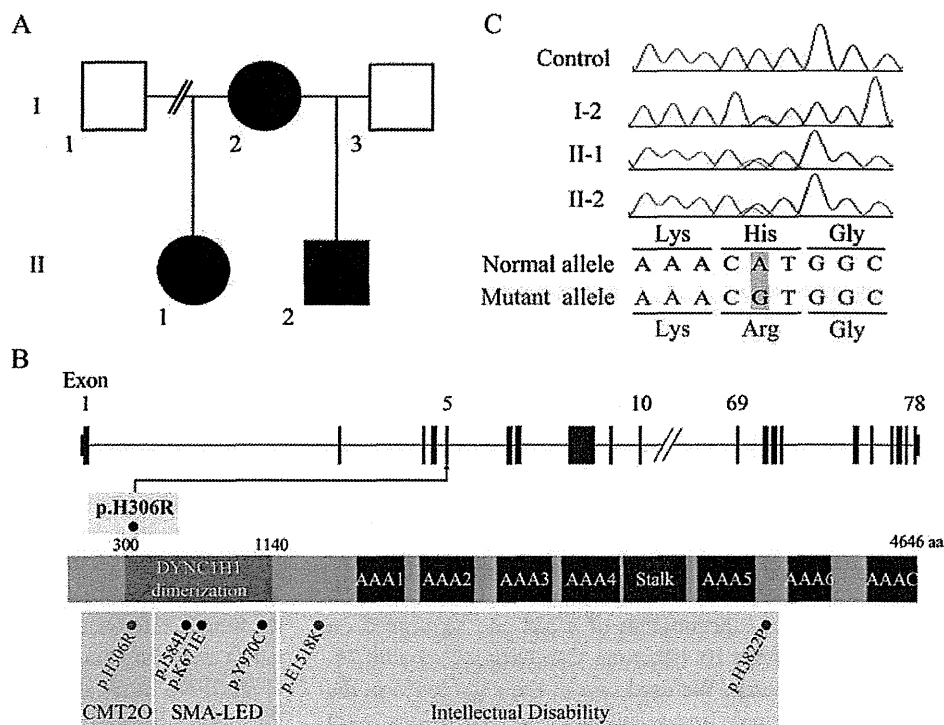 A
I
1
2
3
II
1
2
C
Control
I-2
II-1
II-2
Lys His Gly
Normal allele A A A C A T G G C
Mutant allele A A A C G T G G C
Lys Arg Gly
B
Exon
1 5 10 69 78
p.H306R
300 1140 4646 aa
DYNC1H1
dimerization
AAA1 AAA2 AAA3 AAA4 Stalk AAA5 AAA6 AAAC
p.H306R
p.I584L
p.K671E
p.Y970C
p.E1518K
p.H3822P
CMT2O SMA-LED Intellectual Disability